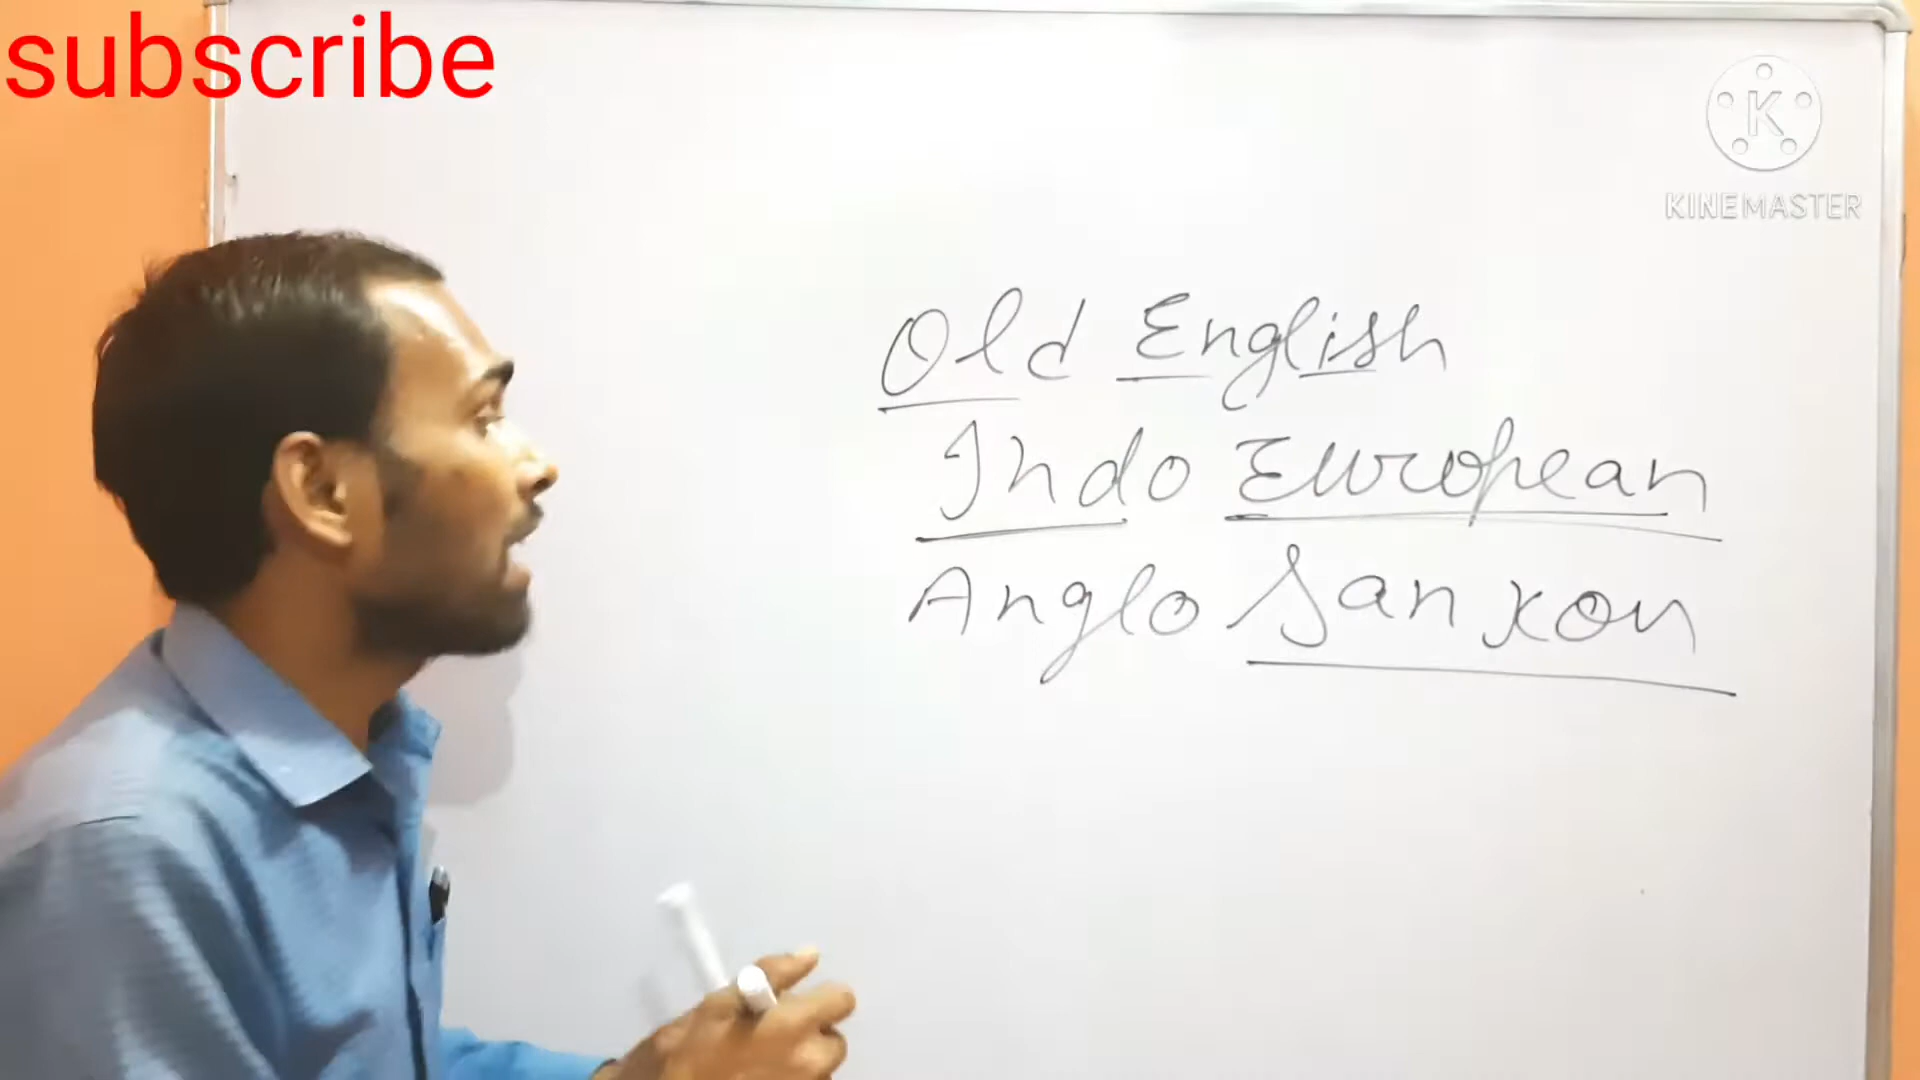 subscribe
K
KINEMASTER
Old English
Indo European
Anglo Sanxon